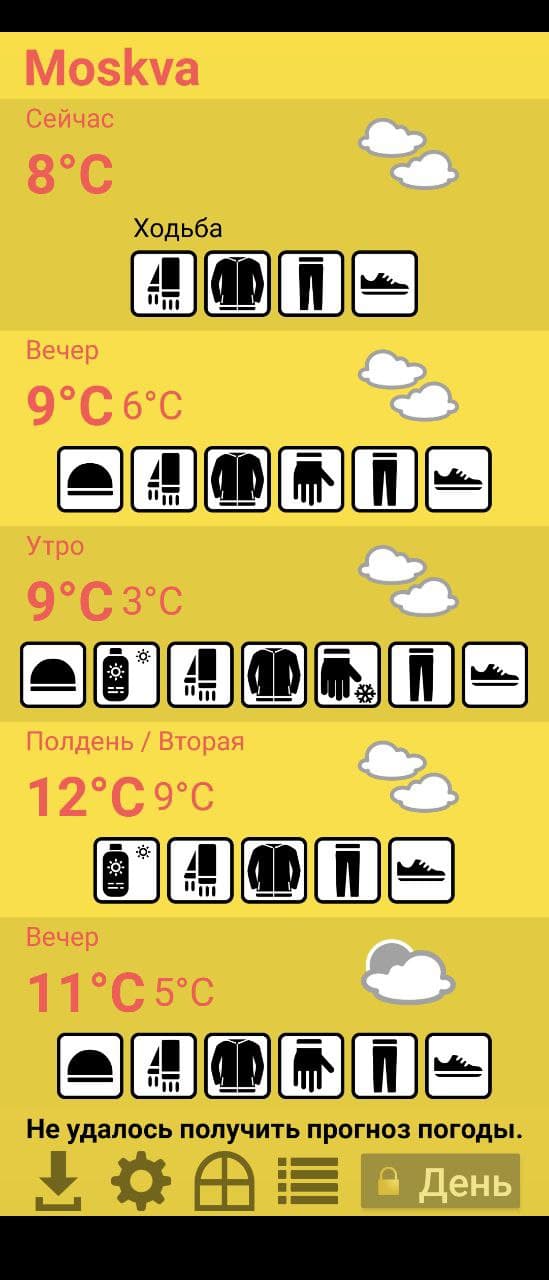 Moskva
Сейчас
8°C
Ходьба
Вечер
9°C 6°C
Утро
9°C 3°C
Полдень / Вторая
12°C 9°C
Вечер
11°C 5°C
Не удалось получить прогноз погоды.
День